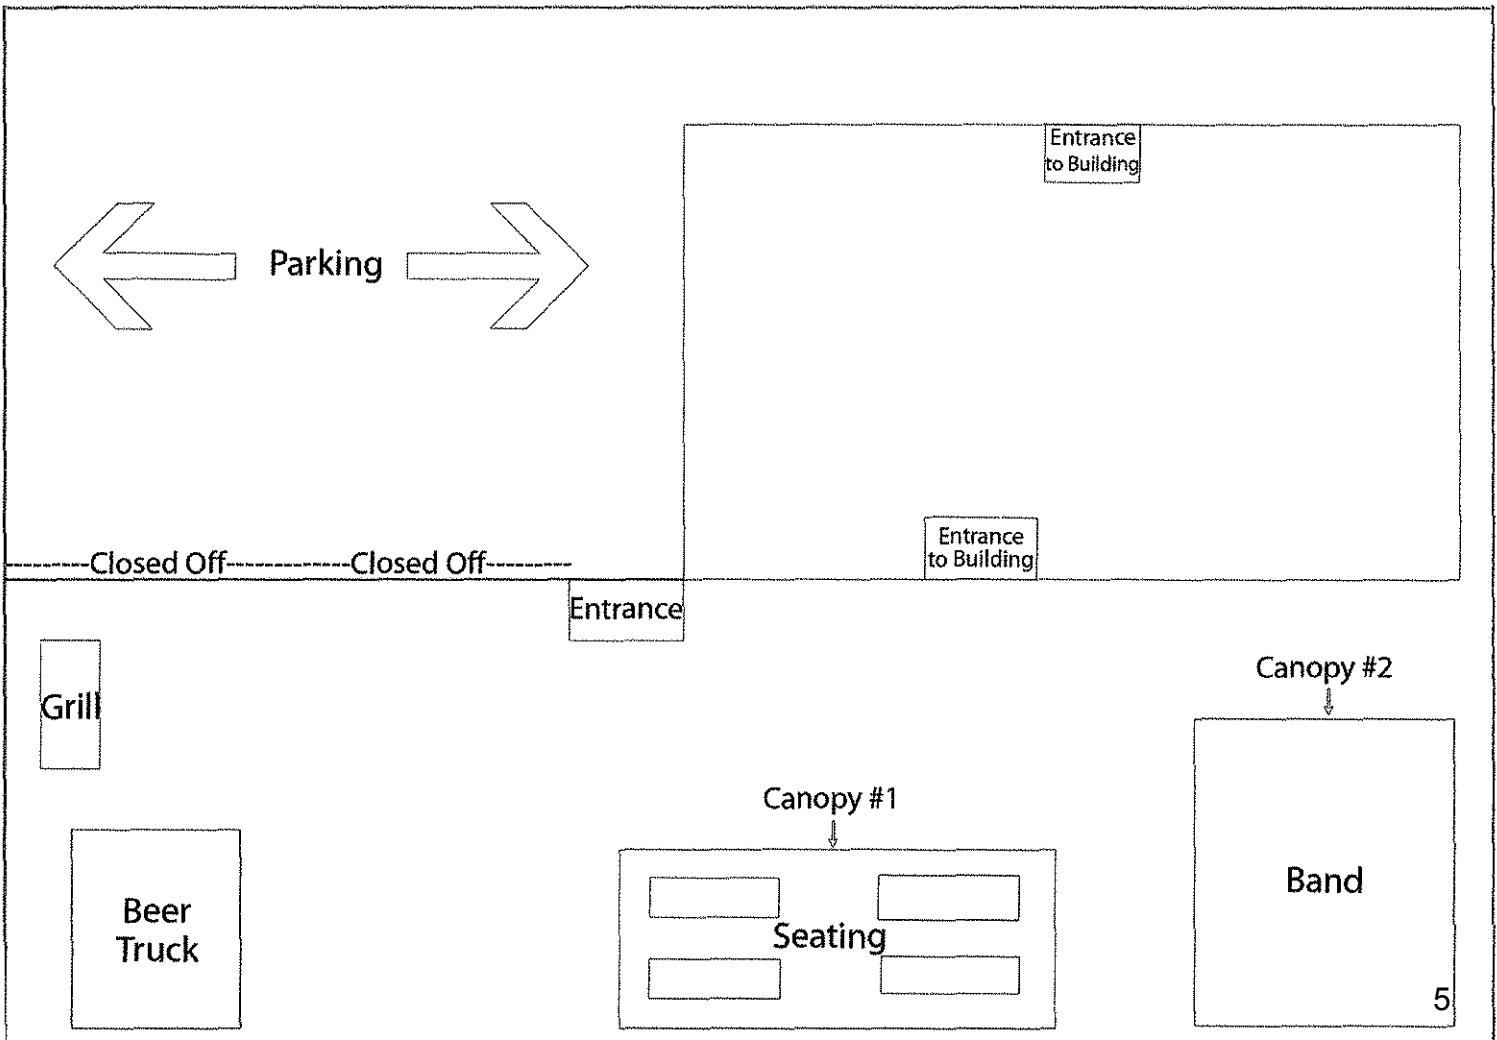 Entrance
to Building
Parking
Entrance
to Building
--------Closed Off------------Closed Off---------
Entrance
Canopy #2
Grill
Canopy #1
Band
Beer
Truck
Seating
5